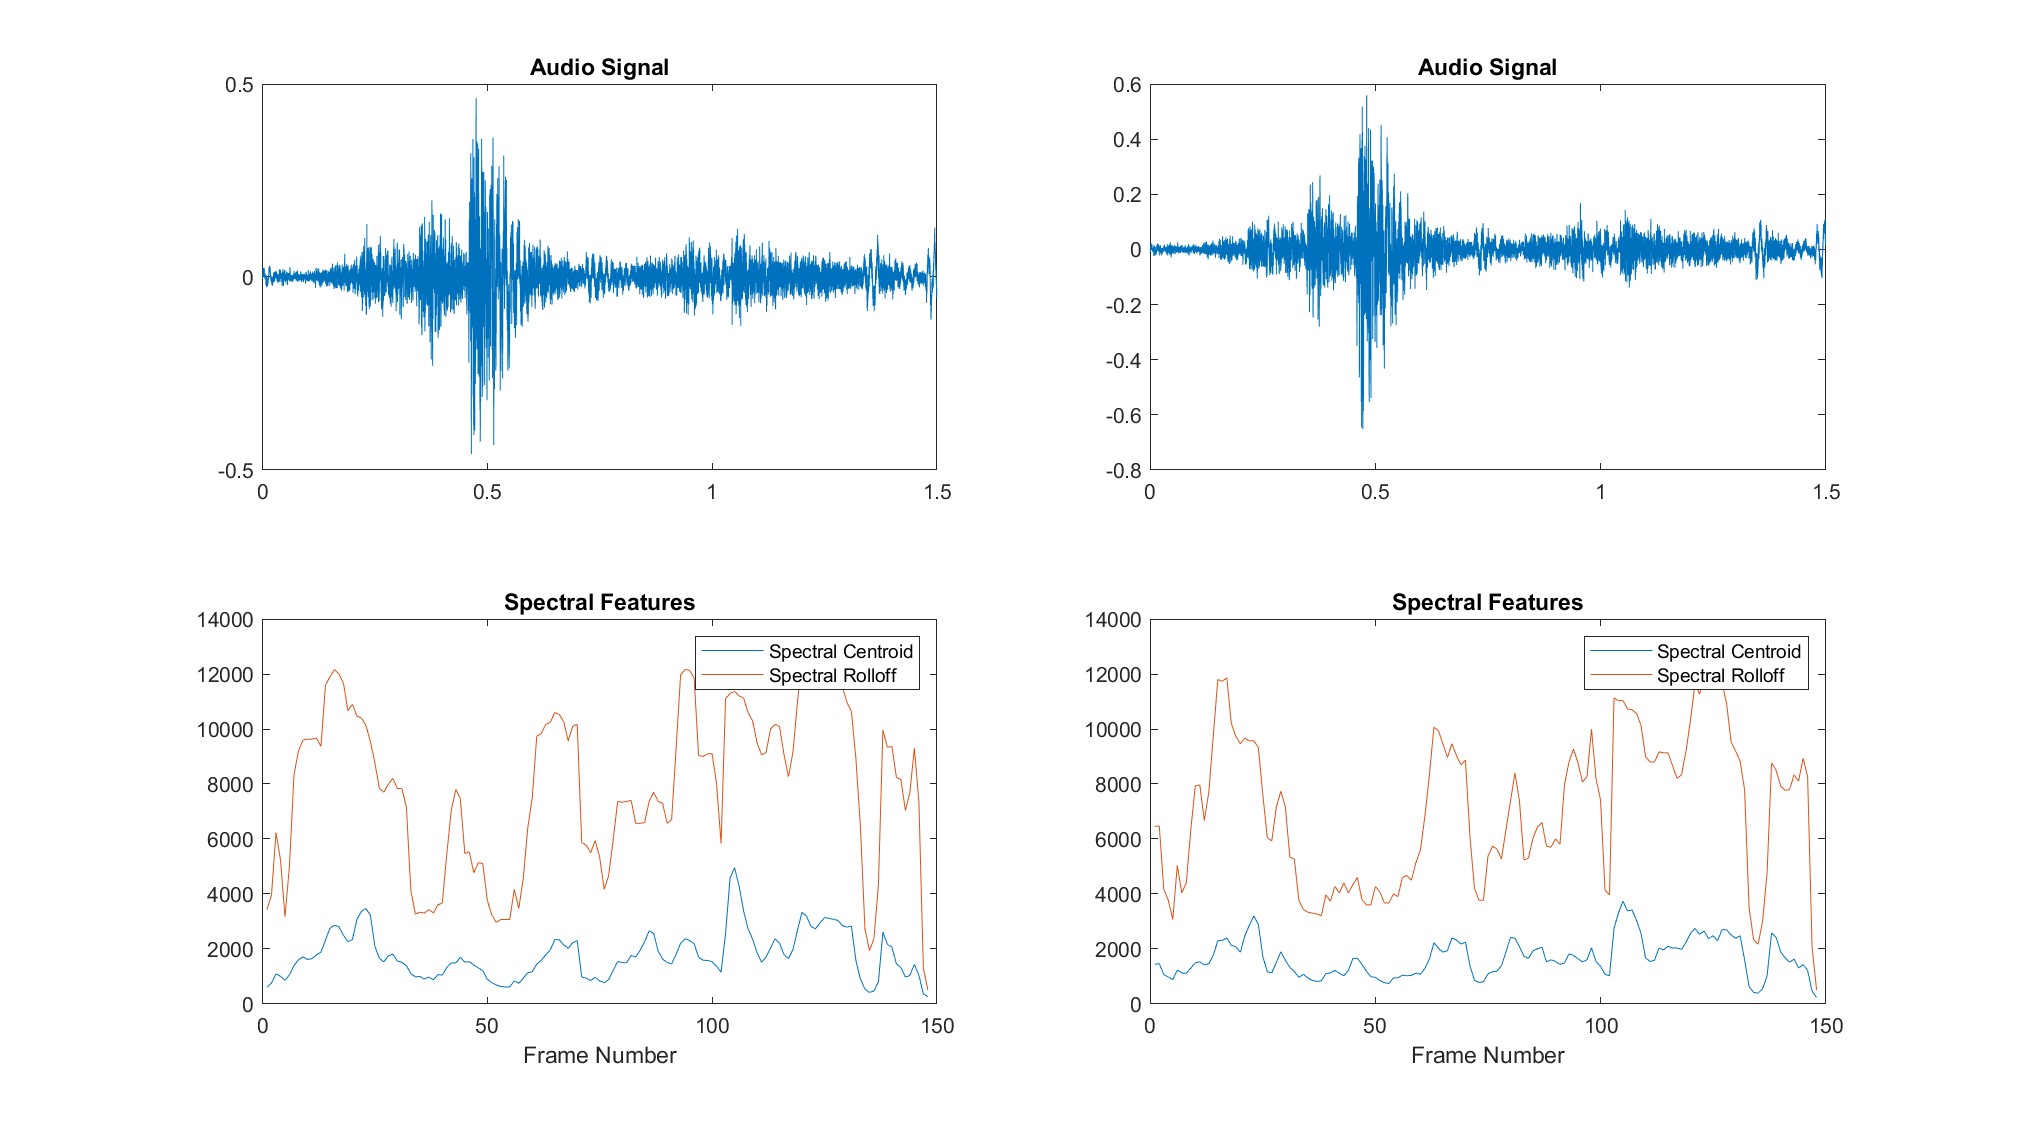 Audio Signal
0.5
0
-0.5
0 0.5 1 1.5
Audio Signal
0.6
0.4
0.2
0
-0.2
-0.4
-0.6
-0.8
0 0.5 1 1.5
Spectral Features
14000
12000
10000
8000
6000
4000
2000
0
Spectral Centroid
Spectral Rolloff
0 50 100 150
Frame Number
Spectral Features
14000
12000
10000
8000
6000
4000
2000
0
Spectral Centroid
Spectral Rolloff
0 50 100 150
Frame Number